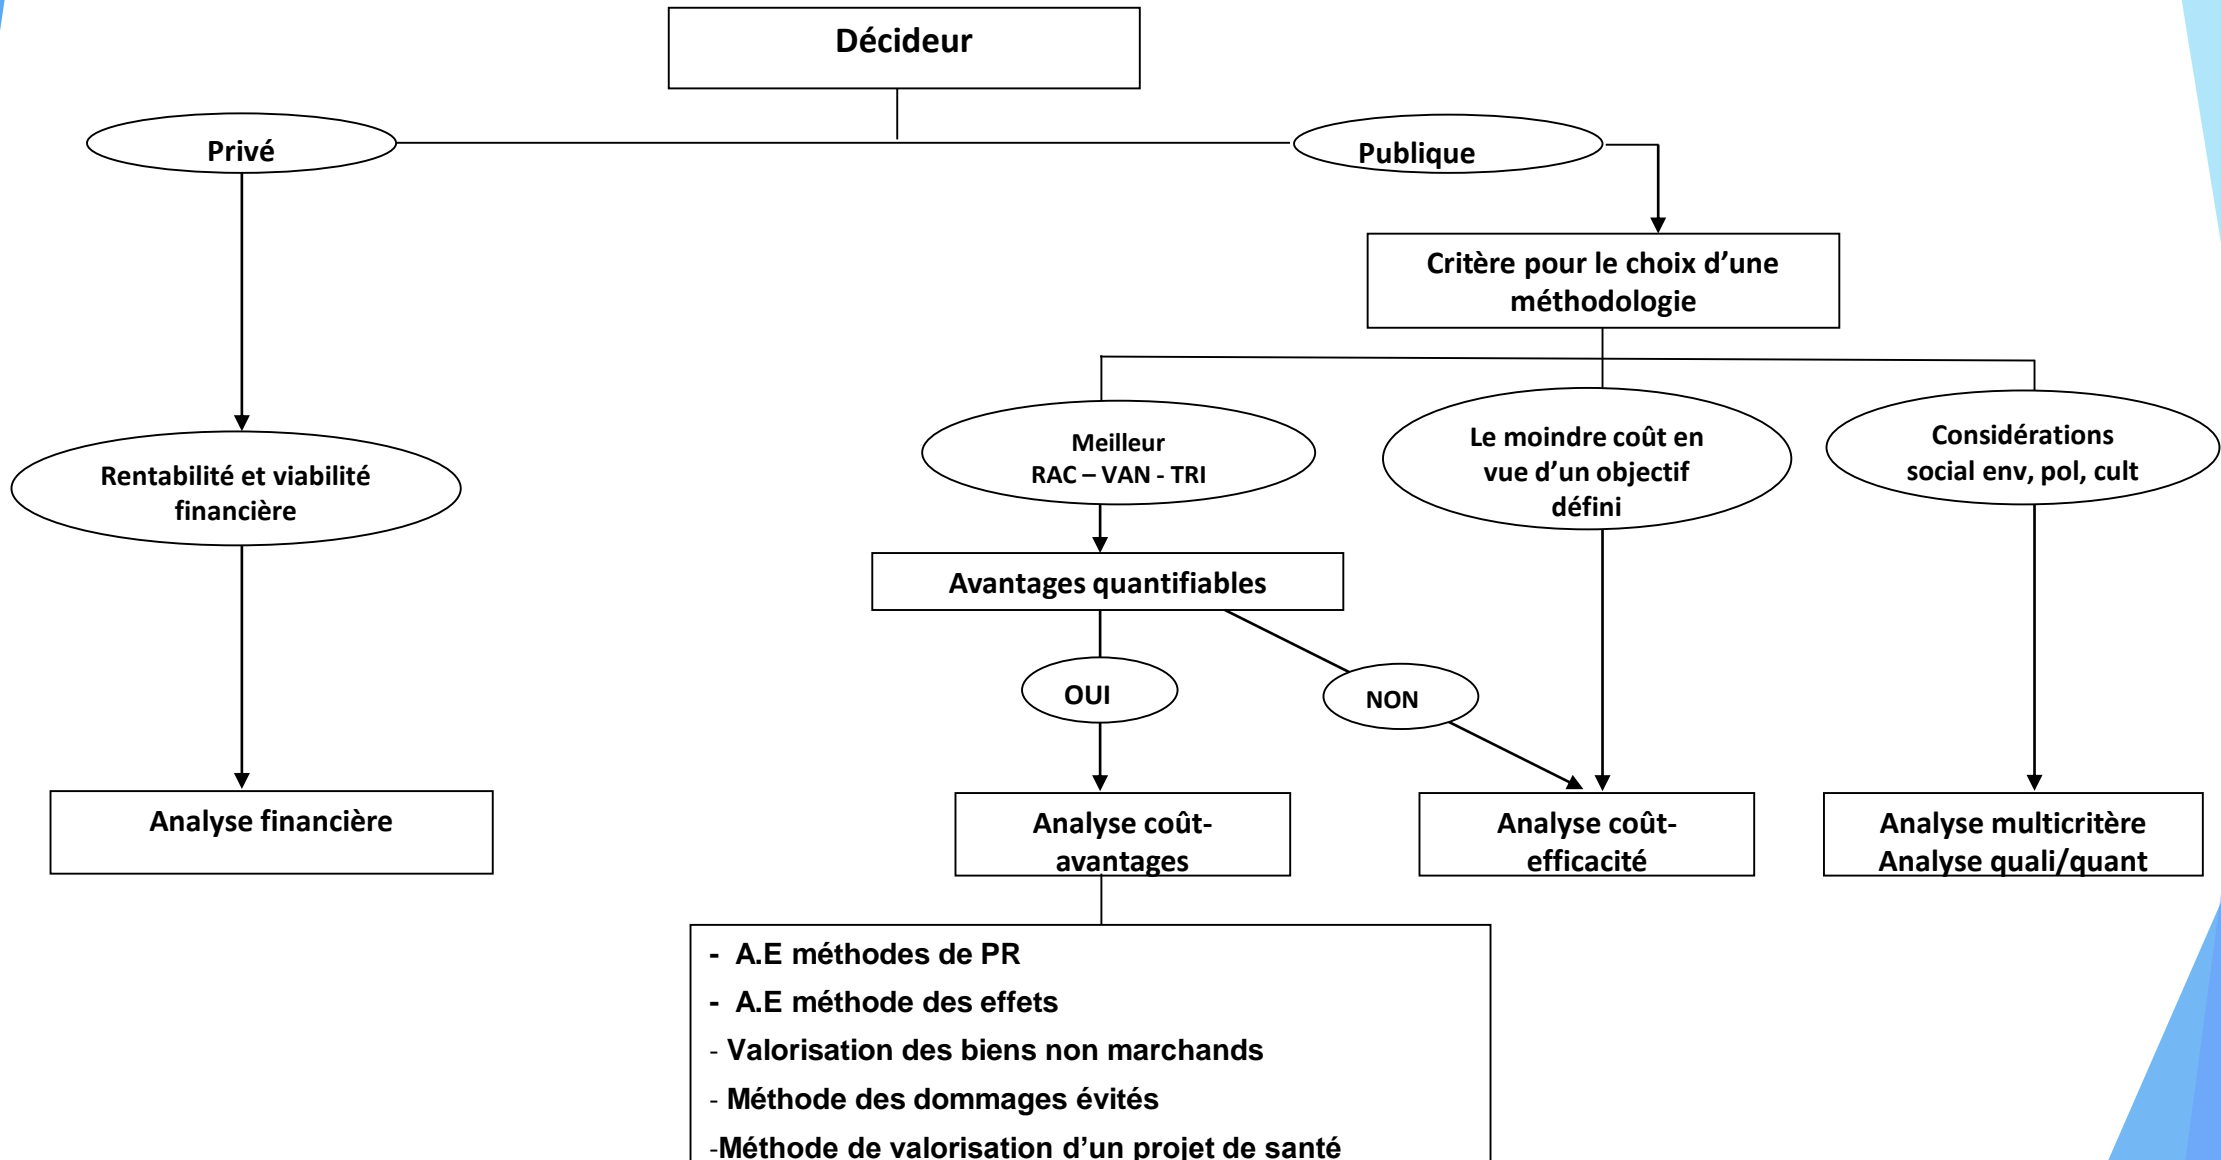 Décideur
Privé
Publique
Critère pour le choix d’une
méthodologie
Meilleur
RAC – VAN - TRI
Le moindre coût en
vue d’un objectif
défini
Considérations
social env, pol, cult
Rentabilité et viabilité
financière
Avantages quantifiables
OUI
NON
Analyse financière
Analyse coût-
avantages
Analyse coût-
efficacité
Analyse multicritère
Analyse quali/quant
- A.E méthodes de PR
- A.E méthode des effets
- Valorisation des biens non marchands
- Méthode des dommages évités
-Méthode de valorisation d’un projet de santé